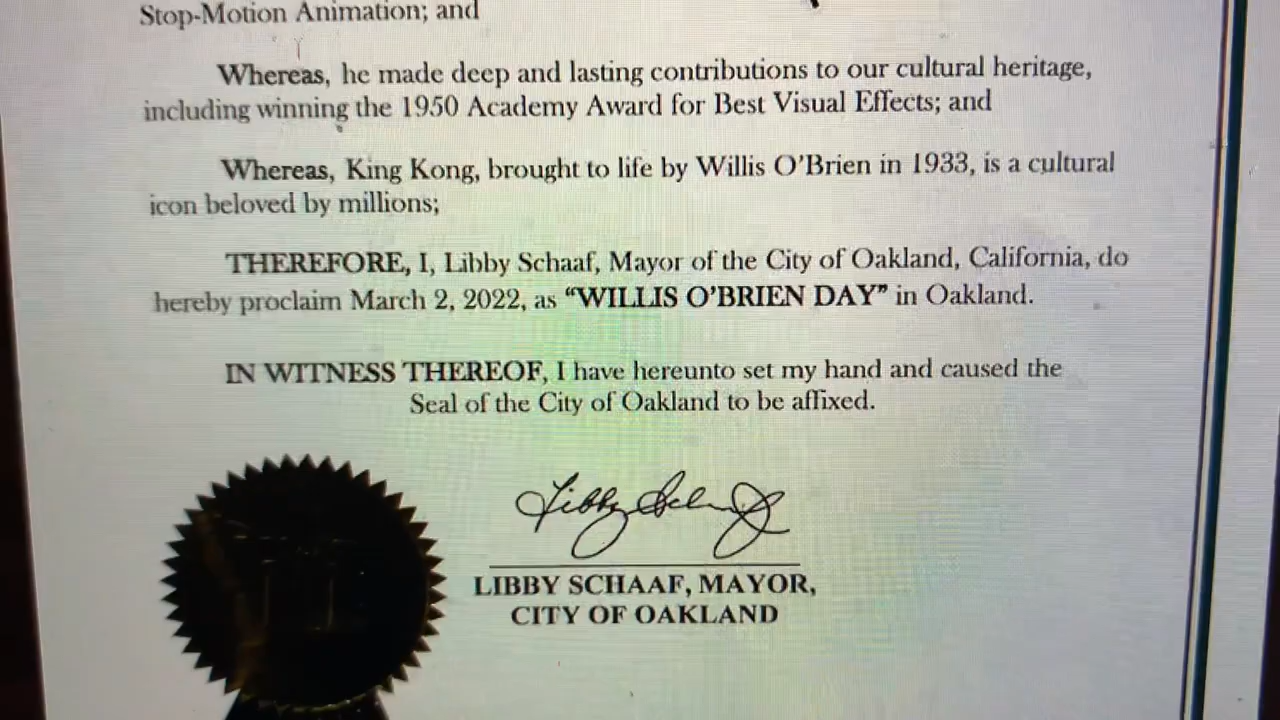 Stop-Motion Animation; and
Whereas, he made deep and lasting contributions to our cultural heritage,
including winning the 1950 Academy Award for Best Visual Effects; and
Whereas, King Kong, brought to life by Willis O'Brien in 1933, is a cultural
icon beloved by millions;
THEREFORE, I, Libby Schaaf, Mayor of the City of Oakland, California, do
hereby proclaim March 2, 2022, as “WILLIS O'BRIEN DAY” in Oakland.
IN WITNESS THEREOF, I have hereunto set my hand and caused the
Seal of the City of Oakland to be affixed.
Libby Schaaf
LIBBY SCHAAF, MAYOR,
CITY OF OAKLAND